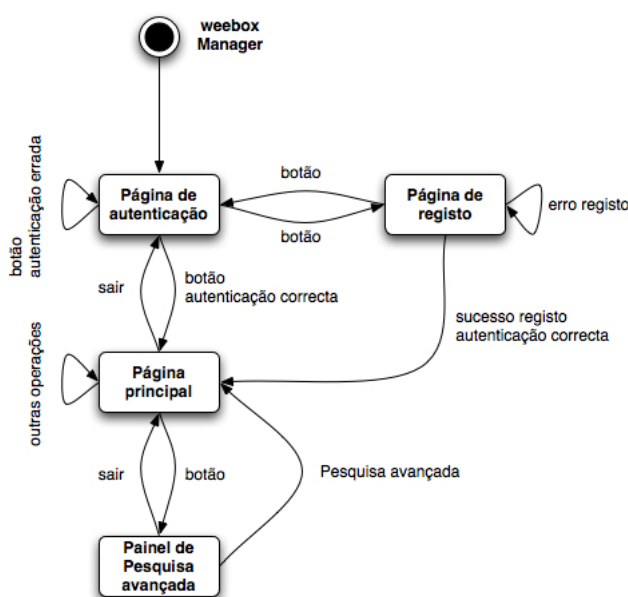 weebox
Manager
botão
Página de
autenticação
Página de
registo
erro registo
botão
autenticação errada
botão
sair
botão
autenticação correcta
sucesso registo
autenticação correcta
outras operações
Página
principal
sair
botão
Pesquisa avançada
Painel de
Pesquisa
avançada